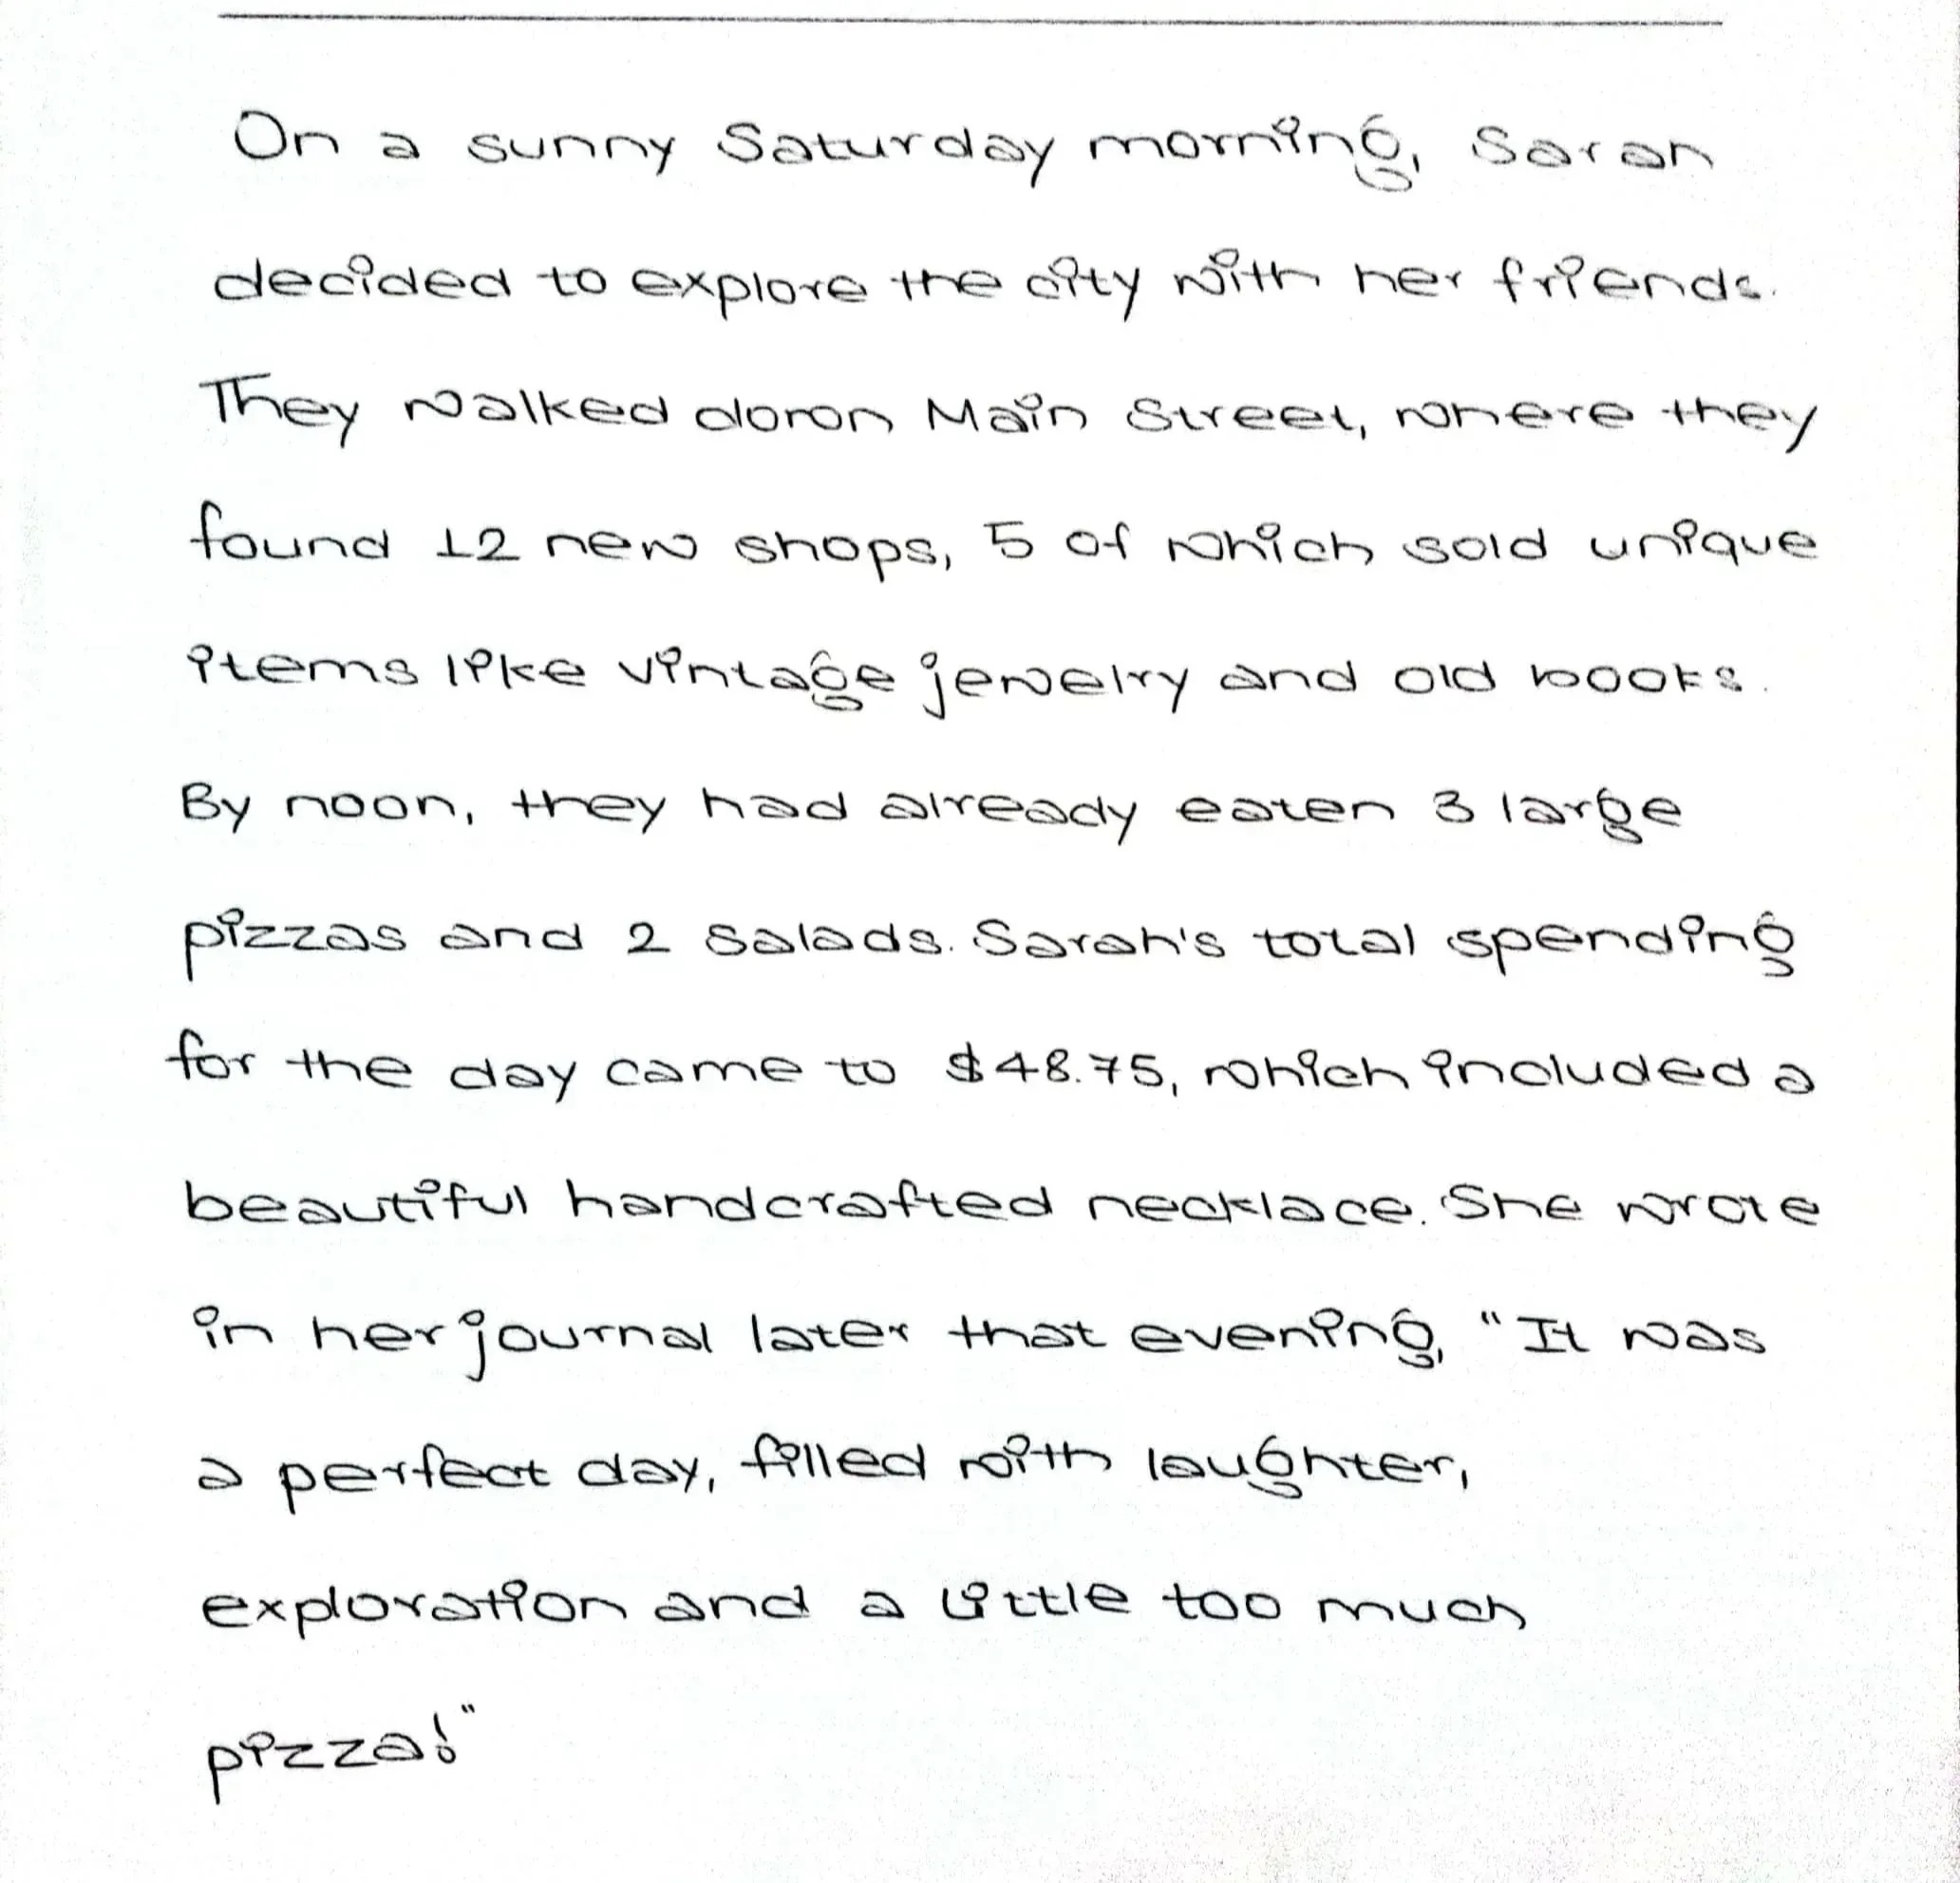 On a sunny Saturday morning, Sarah
decided to explore the city with her friends.
They walked down Main Street, where they
found 12 new shops, 5 of which sold unique
items like vintage jewelry and old books.
By noon, they had already eaten 3 large
pizzas and 2 salads. Sarah's total spending
for the day came to $48.75, which included a
beautiful handcrafted necklace. She wrote
in her journal later that evening, "It was
a perfect day, filled with laughter,
exploration and a little too much
pizza!"